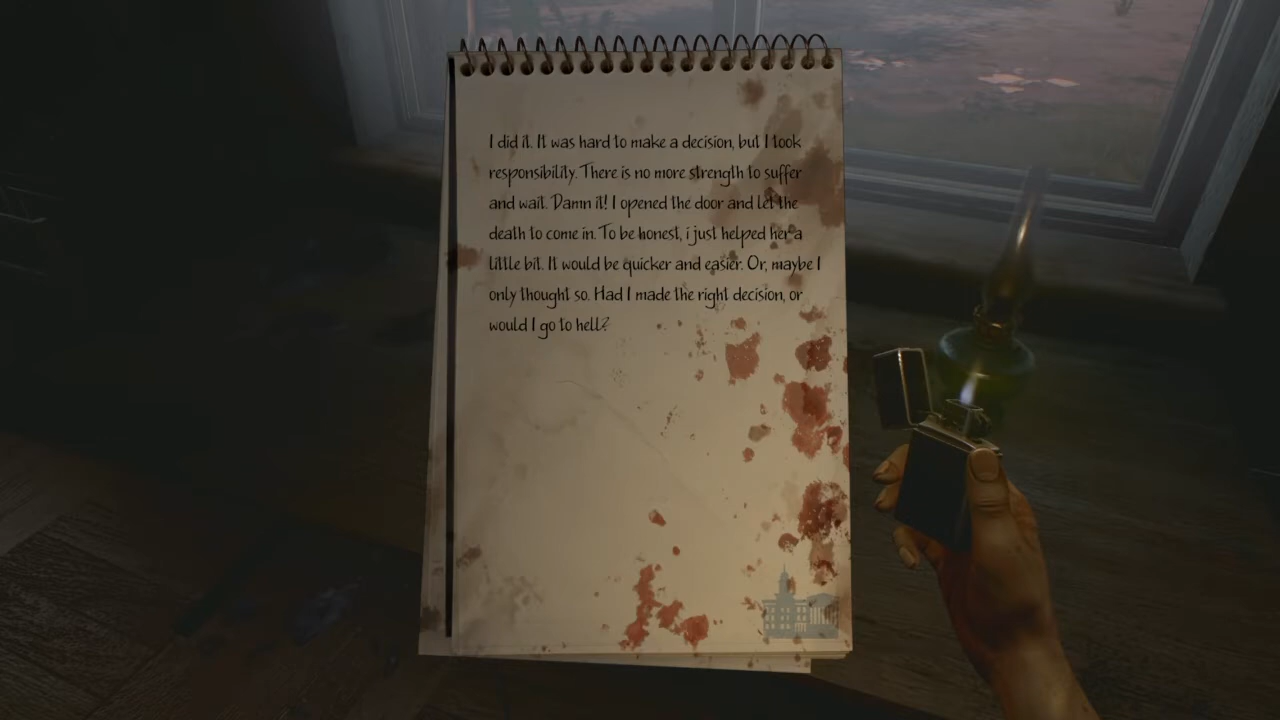 I did it. It was hard to make a decision, but I took
responsibility. There is no more strength to suffer
and wait. Damn it! I opened the door and let the
death to come in. To be honest, i just helped her a
little bit. It would be quicker and easier. Or, maybe I
only thought so. Had I made the right decision, or
would I go to hell?